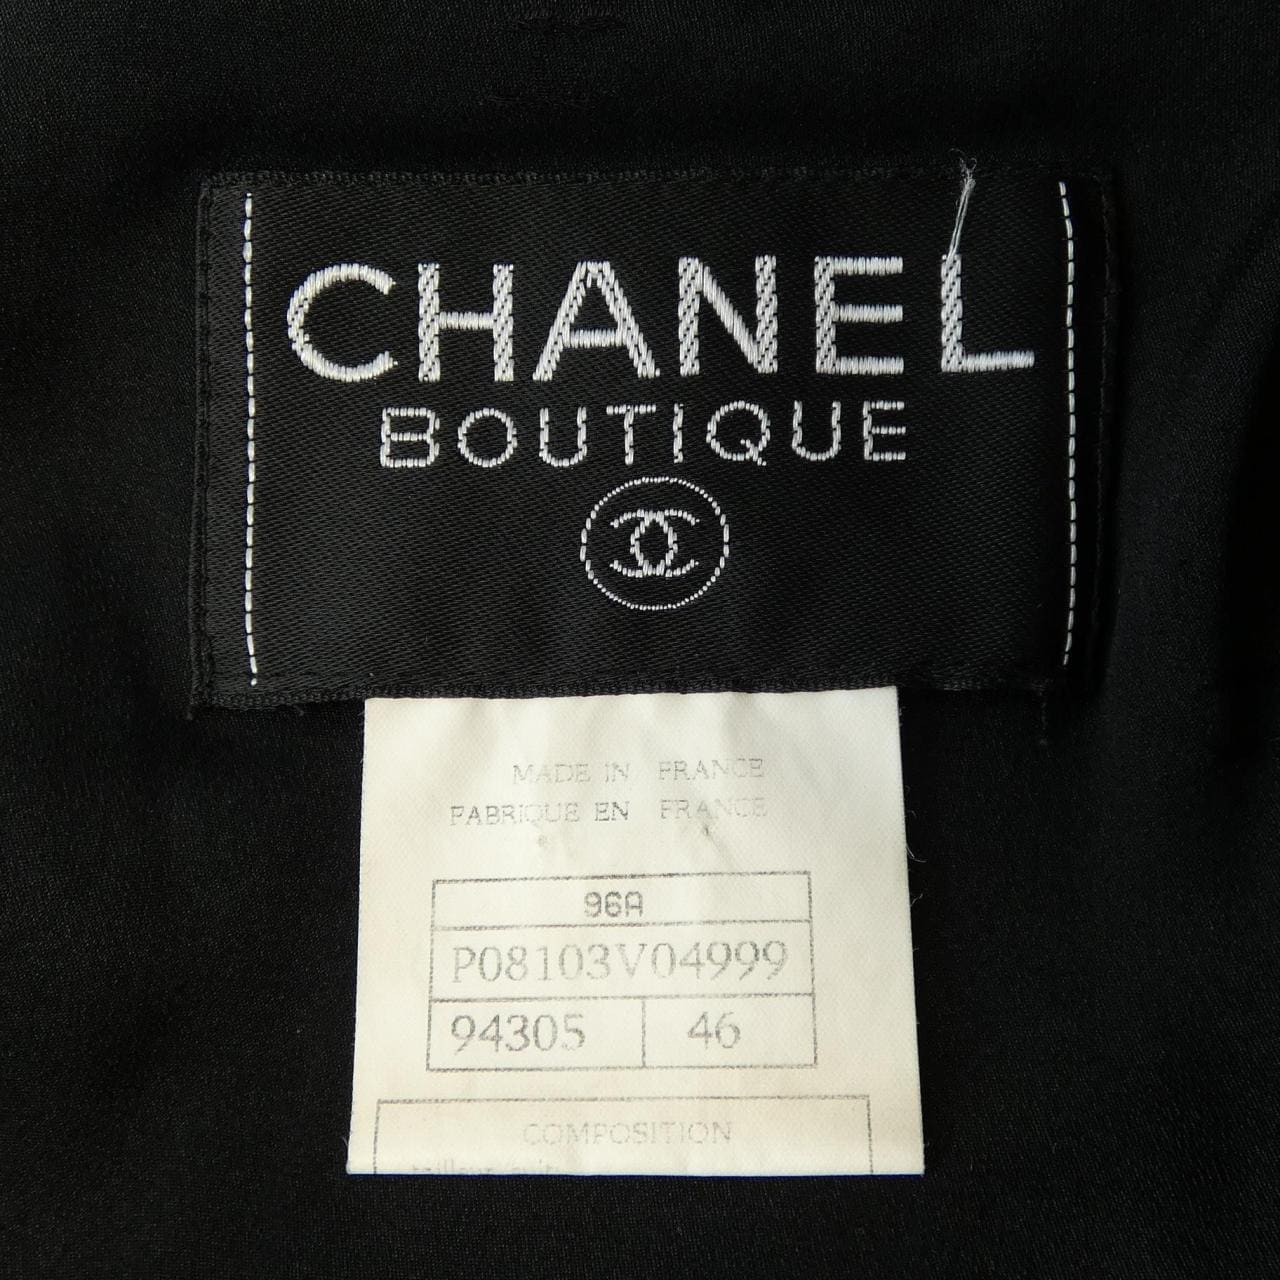 CHANEL
BOUTIQUE
MADE IN FRANCE
FABRIQUE EN FRANCE
96A
P08103V04999
94305 46
COMPOSITION